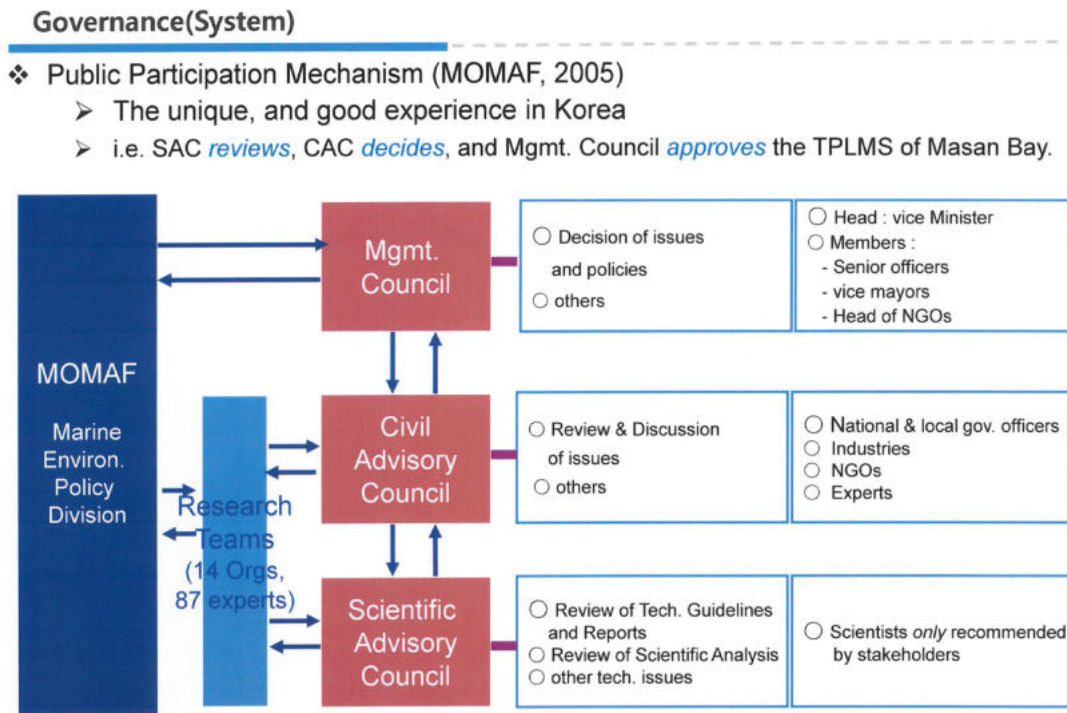 Governance(System)
❖ Public Participation Mechanism (MOMAF, 2005)
➢ The unique, and good experience in Korea
➢ i.e. SAC reviews, CAC decides, and Mgmt. Council approves the TPLMS of Masan Bay.
MOMAF
Marine
Environ.
Policy
Division
Research
Teams
(14 Orgs,
87 experts)
Mgmt.
Council
○ Decision of issues
and policies
○ others
○ Head : vice Minister
○ Members :
- Senior officers
- vice mayors
- Head of NGOs
Civil
Advisory
Council
○ Review & Discussion
of issues
○ others
○ National & local gov. officers
○ Industries
○ NGOs
○ Experts
Scientific
Advisory
Council
○ Review of Tech. Guidelines
and Reports
○ Review of Scientific Analysis
○ other tech. issues
○ Scientists only recommended
by stakeholders